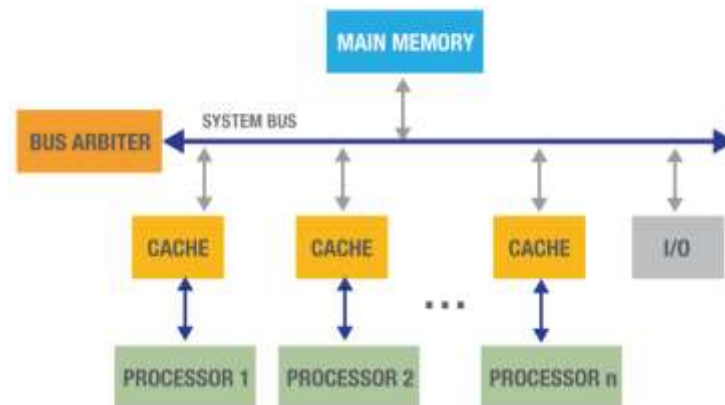 MAIN MEMORY
SYSTEM BUS
BUS ARBITER
CACHE
CACHE
CACHE
I/O
...
PROCESSOR 1
PROCESSOR 2
PROCESSOR n